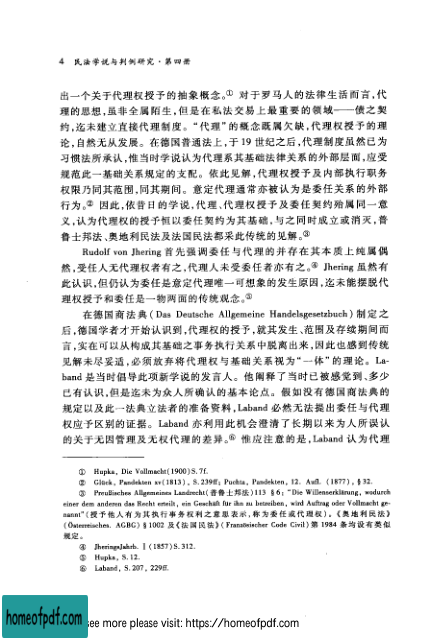 4 民法学说与判例研究·第四册
出一个关于代理权授予的抽象概念。① 对于罗马人的法律生活而言,代
理的思想,虽非全属陌生,但是在私法交易上最重要的领域——债之契
约,迄未建立直接代理制度。“代理”的概念既属欠缺,代理权授予的理
论,自然无从发展。在德国普通法上,于 19 世纪之后,代理制度虽然已为
习惯法所承认,惟当时学说认为代理系其基础法律关系的外部层面,应受
规范此一基础关系规定的支配。依此见解,代理权授予及内部执行职务
权限乃同其范围,同其期间。意定代理通常亦被认为是委任关系的外部
行为。② 因此,依昔日的学说,代理、代理权授予及委任契约殆属同一意
义,认为代理权的授予恒以委任契约为其基础,与之同时成立或消灭,普
鲁士邦法、奥地利民法及法国民法都采此传统的见解。③
Rudolf von Jhering 首先强调委任与代理的并存在其本质上纯属偶
然,受任人无代理权者有之,代理人未受委任者亦有之。④ Jhering 虽然有
此认识,但仍认为委任是意定代理唯一可想象的发生原因,迄未能摆脱代
理权授予和委任是一物两面的传统观念。⑤
在德国商法典 (Das Deutsche Allgemeine Handelsgesetzbuch) 制定之
后,德国学者才开始认识到,代理权的授予,就其发生、范围及存续期间而
言,实在可以从构成其基础之事务执行关系中脱离出来,因此也感到传统
见解未尽妥适,必须放弃将代理权与基础关系视为“一体”的理论。La-
band 是当时倡导此项新学说的发言人。他阐释了当时已被感觉到、多少
已有认识,但是迄未为众人所确认的基本论点。假如没有德国商法典的
规定以及此一法典立法者的准备资料,Laband 必然无法提出委任与代理
权应予区别的证据。Laband 亦利用此机会澄清了长期以来为人所误认
的关于无因管理及无权代理的差异。⑥ 惟应注意的是,Laband 认为代理
① Hupka, Die Vollmacht(1900)S.7f.
② Glück, Pandekten xv(1813), S.239ff; Puchta, Pandekten, 12. Aufl. (1877), § 32.
③ Preußisches Allgemeines Landrecht(普鲁士邦法)I13 § 6; “Die Willenserklärung, wodurch
einer dem anderen das Recht erteilt, ein Geschäft für ihn zu betreiben, wird Auftrag oder Vollmacht ge-
nannt”(授予他人有为其执行事务权利之意思表示,称为委任或代理权)。《奥地利民法》
(Österreisches. AGBG) § 1002 及《法国民法》(Französischer Code Civil)第 1984 条均设有类似
规定。
④ JheringsJahrb. I (1857)S.312.
⑤ Hupka, S.12.
⑥ Laband, S.207, 229ff.
homeofpdf.com
see more please visit: https://homeofpdf.com